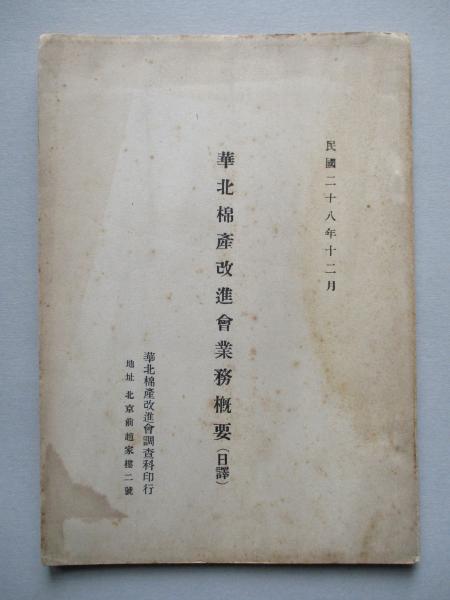 民國二十八年十二月
華北棉產改進會業務概要（日譯）
華北棉產改進會調查科印行
地址 北京前趙家樓二號